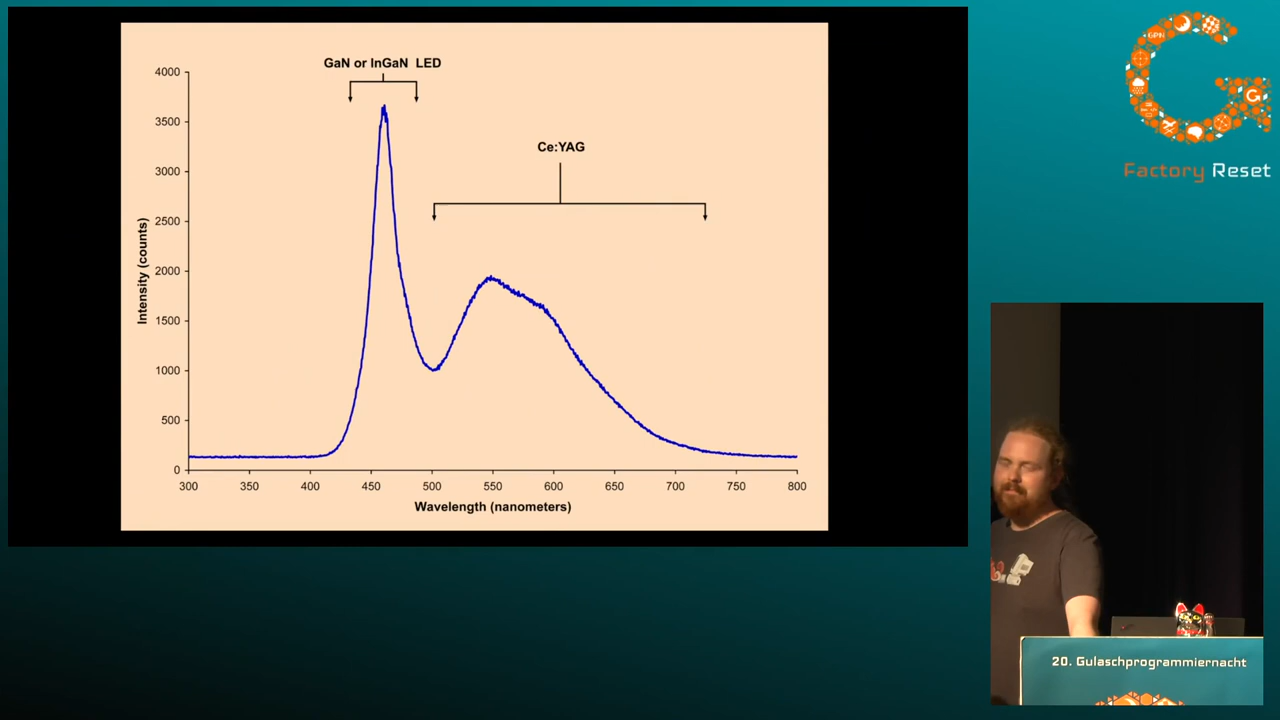 GaN or InGaN LED
Ce:YAG
Intensity (counts)
4000
3500
3000
2500
2000
1500
1000
500
0
300 350 400 450 500 550 600 650 700 750 800
Wavelength (nanometers)
GPN
Factory Reset
20. Gulaschprogrammiernacht